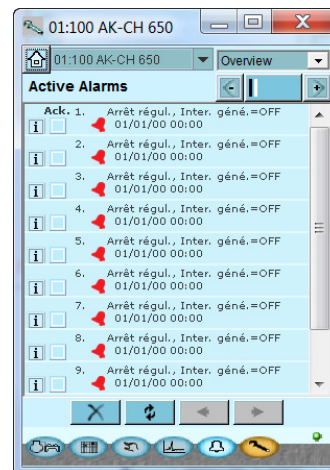 01:100 AK-CH 650
01:100 AK-CH 650 Overview
Active Alarms
Ack. 1. Arrêt régul., Inter. géné.=OFF
i 01/01/00 00:00
2. Arrêt régul., Inter. géné.=OFF
i 01/01/00 00:00
3. Arrêt régul., Inter. géné.=OFF
i 01/01/00 00:00
4. Arrêt régul., Inter. géné.=OFF
i 01/01/00 00:00
5. Arrêt régul., Inter. géné.=OFF
i 01/01/00 00:00
6. Arrêt régul., Inter. géné.=OFF
i 01/01/00 00:00
7. Arrêt régul., Inter. géné.=OFF
i 01/01/00 00:00
8. Arrêt régul., Inter. géné.=OFF
i 01/01/00 00:00
9. Arrêt régul., Inter. géné.=OFF
i 01/01/00 00:00